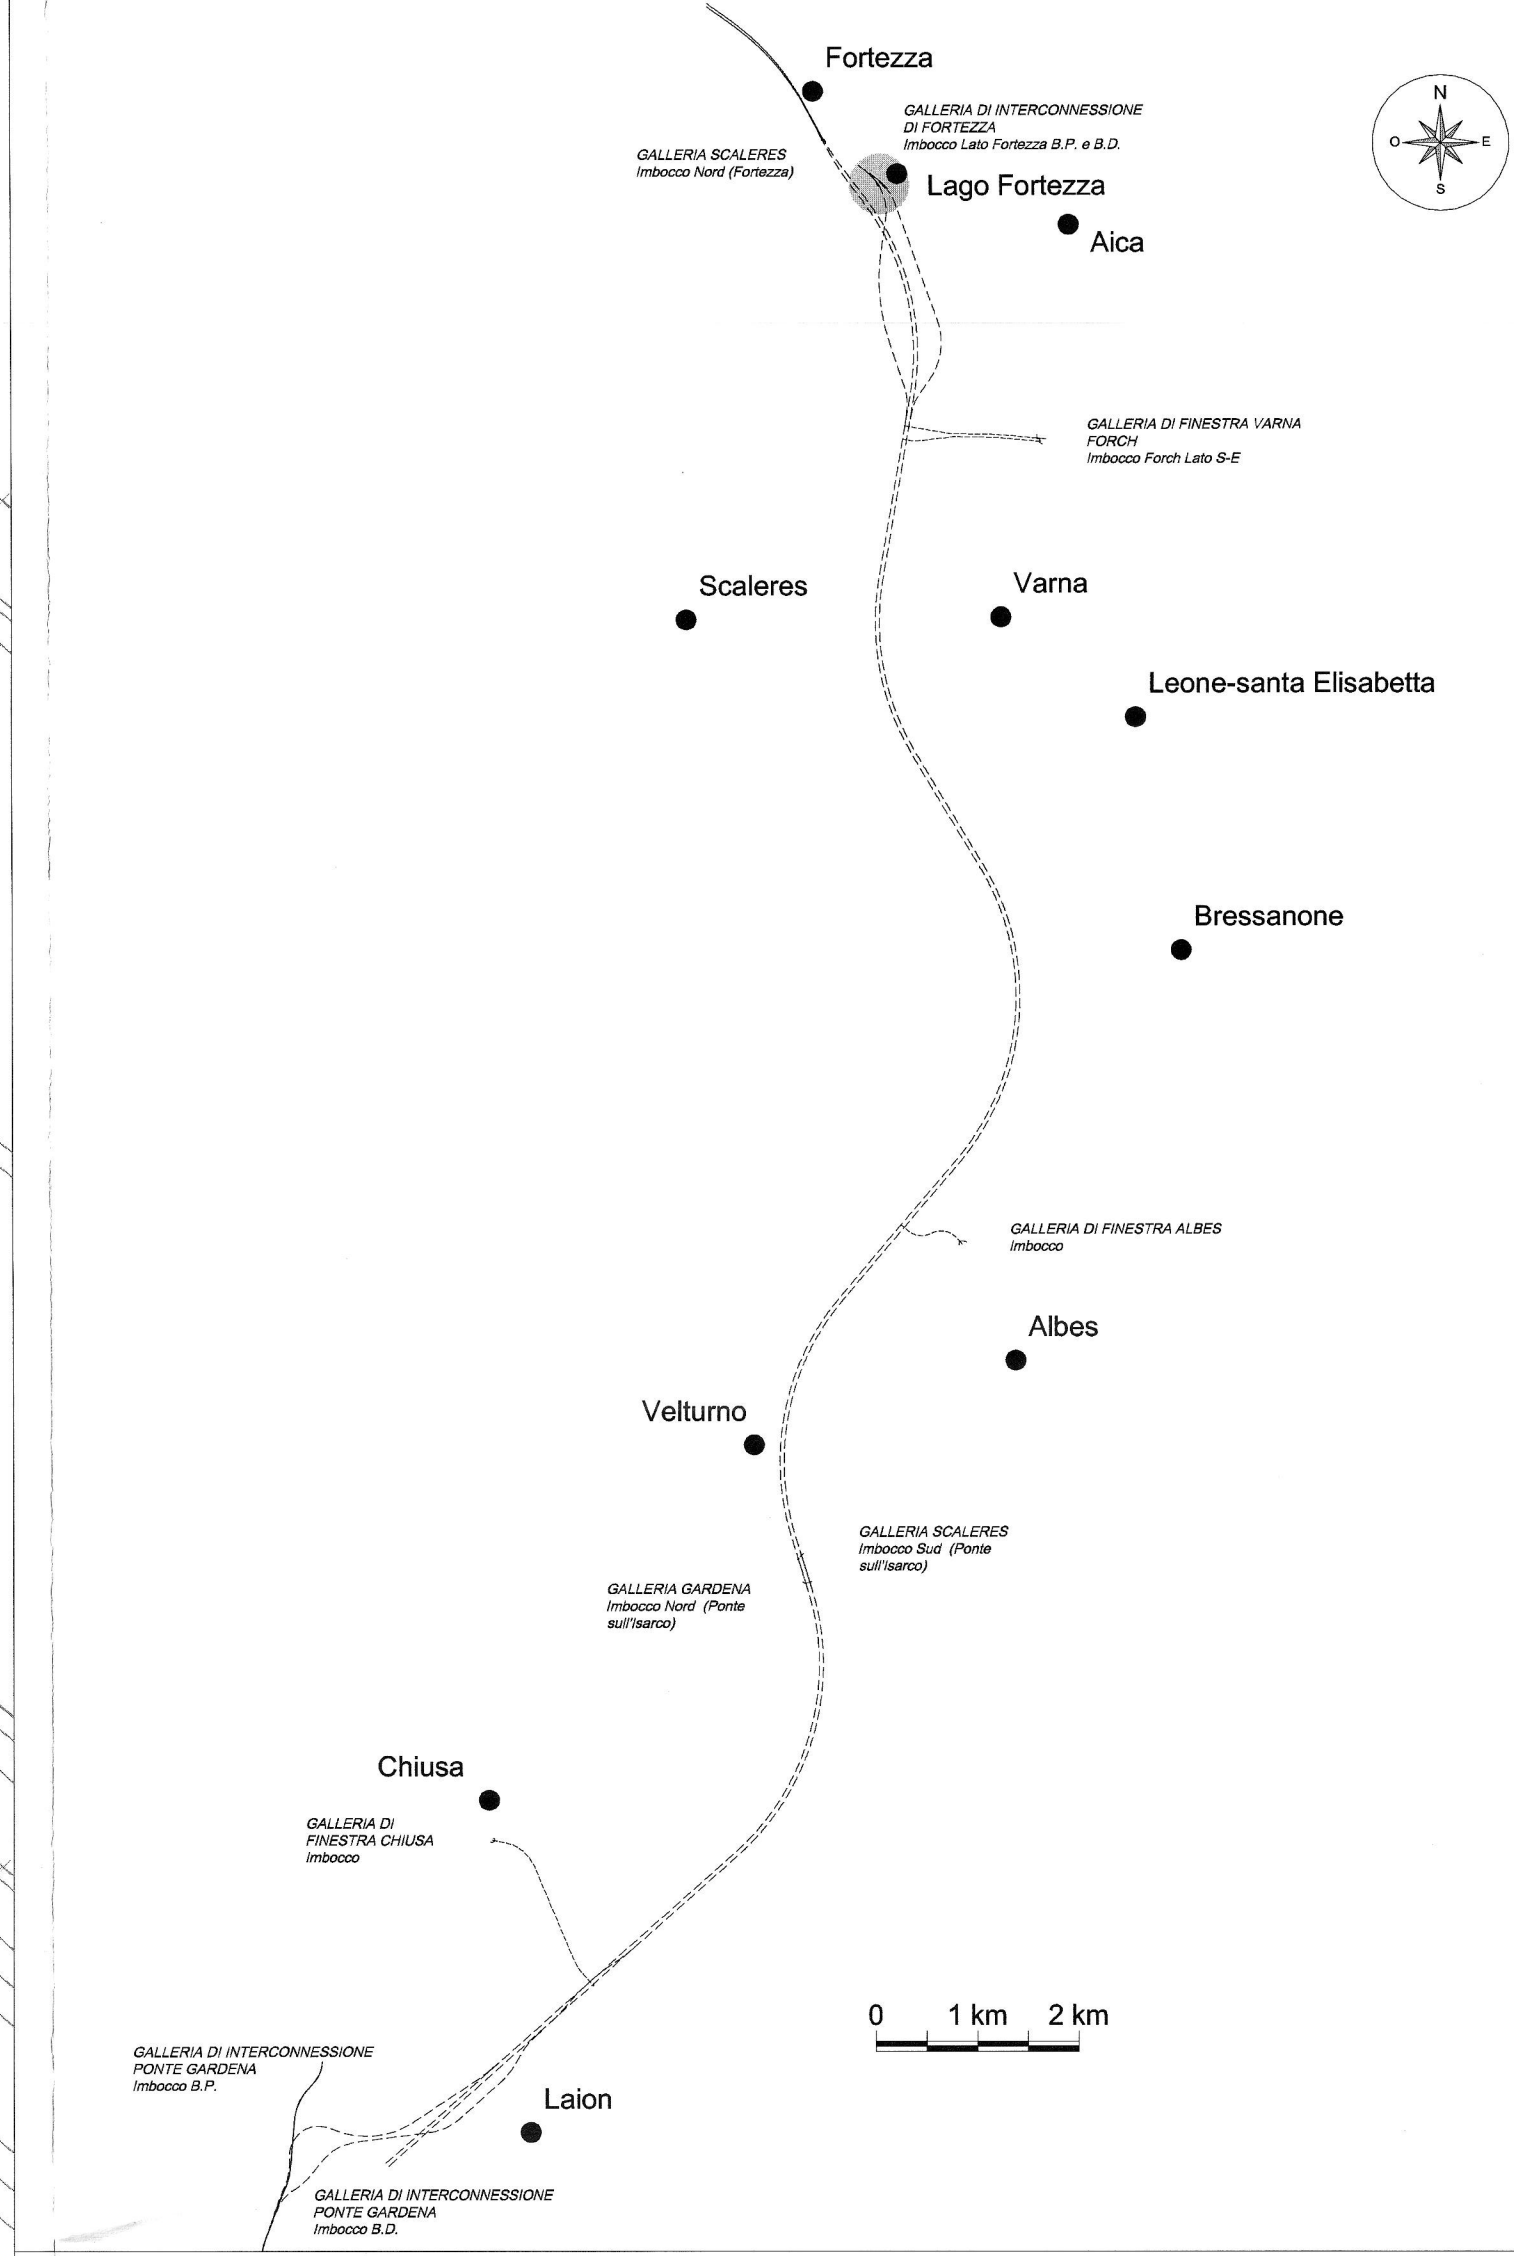 Fortezza
N
O
E
S
GALLERIA DI INTERCONNESSIONE
DI FORTEZZA
Imbocco Lato Fortezza B.P. e B.D.
GALLERIA SCALERES
Imbocco Nord (Fortezza)
Lago Fortezza
Aica
GALLERIA DI FINESTRA VARNA
FORCH
Imbocco Forch Lato S-E
Scaleres
Varna
Leone-santa Elisabetta
Bressanone
GALLERIA DI FINESTRA ALBES
Imbocco
Albes
Velturno
GALLERIA SCALERES
Imbocco Sud (Ponte
sull'Isarco)
GALLERIA GARDENA
Imbocco Nord (Ponte
sull'Isarco)
Chiusa
GALLERIA DI
FINESTRA CHIUSA
Imbocco
0 1 km 2 km
GALLERIA DI INTERCONNESSIONE
PONTE GARDENA
Imbocco B.P.
Laion
GALLERIA DI INTERCONNESSIONE
PONTE GARDENA
Imbocco B.D.